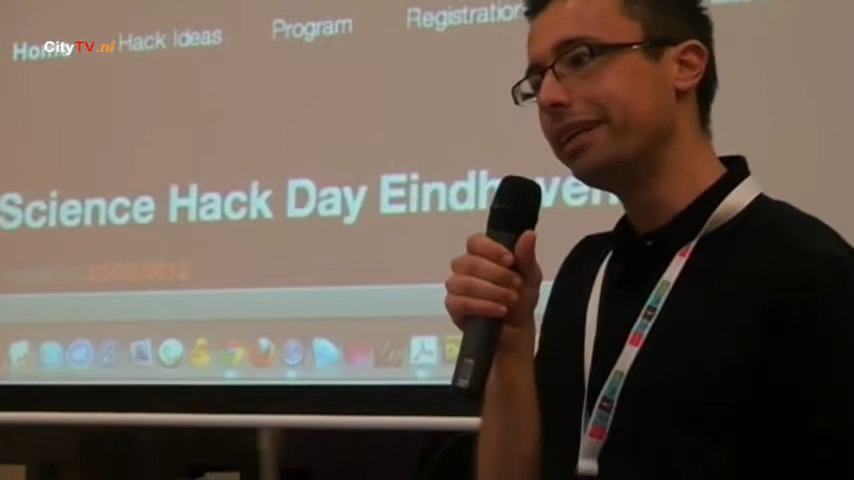 CityTV.nl
Home Hack Ideas Program Registration
Science Hack Day Eindhoven